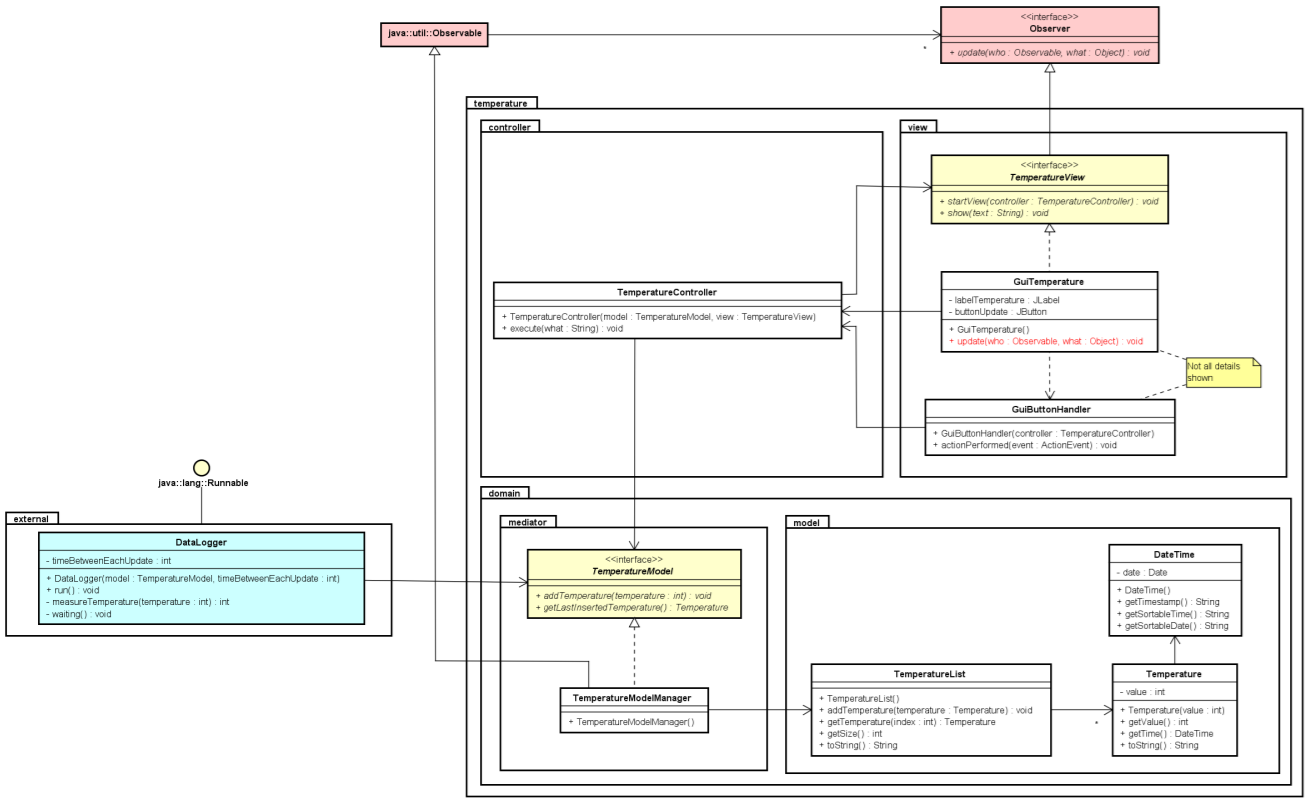 java::util::Observable
<<interface>>
Observer
+ update(who : Observable, what : Object) : void
*
temperature
controller
TemperatureController
+ TemperatureController(model : TemperatureModel, view : TemperatureView)
+ execute(what : String) : void
view
<<interface>>
TemperatureView
+ startView(controller : TemperatureController) : void
+ show(text : String) : void
GuiTemperature
- labelTemperature : JLabel
- buttonUpdate : JButton
+ GuiTemperature()
+ update(who : Observable, what : Object) : void
Not all details
shown
GuiButtonHandler
+ GuiButtonHandler(controller : TemperatureController)
+ actionPerformed(event : ActionEvent) : void
java::lang::Runnable
external
DataLogger
- timeBetweenEachUpdate : int
+ DataLogger(model : TemperatureModel, timeBetweenEachUpdate : int)
+ run() : void
- measureTemperature(temperature : int) : int
- waiting() : void
domain
mediator
<<interface>>
TemperatureModel
+ addTemperature(temperature : int) : void
+ getLastInsertedTemperature() : Temperature
TemperatureModelManager
+ TemperatureModelManager()
model
DateTime
- date : Date
+ DateTime()
+ getTimestamp() : String
+ getSortableTime() : String
+ getSortableDate() : String
TemperatureList
+ TemperatureList()
+ addTemperature(temperature : Temperature) : void
+ getTemperature(index : int) : Temperature
+ getSize() : int
+ toString() : String
*
Temperature
- value : int
+ Temperature(value : int)
+ getValue() : int
+ getTime() : DateTime
+ toString() : String